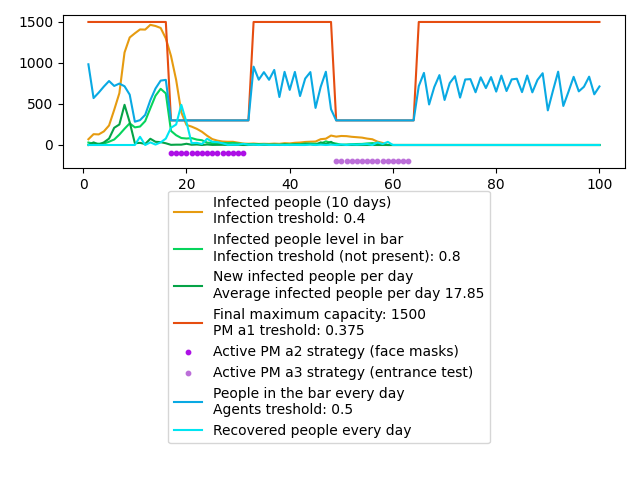 1500
1000
500
0
0 20 40 60 80 100
Infected people (10 days)
Infection treshold: 0.4
Infected people level in bar
Infection treshold (not present): 0.8
New infected people per day
Average infected people per day 17.85
Final maximum capacity: 1500
PM a1 treshold: 0.375
Active PM a2 strategy (face masks)
Active PM a3 strategy (entrance test)
People in the bar every day
Agents treshold: 0.5
Recovered people every day